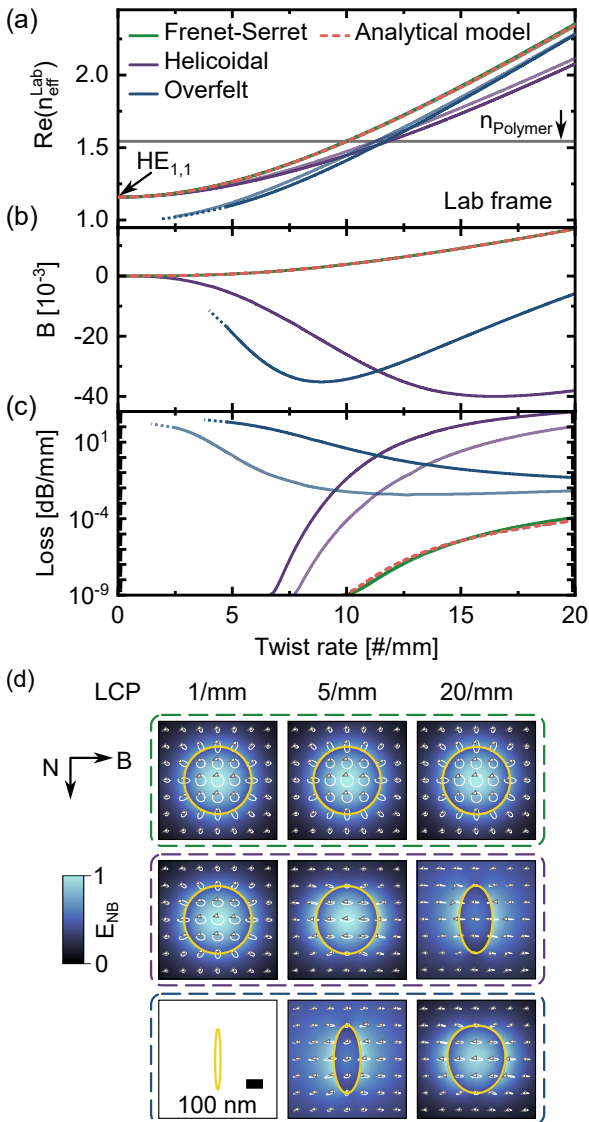 (a)
Frenet-Serret
Analytical model
Helicoidal
Overfelt
Re(n_eff^Lab)
2.0
1.5
1.0
n_Polymer
HE_1,1
Lab frame
(b)
B [10^-3]
0
-20
-40
(c)
Loss [dB/mm]
10^1
10^-4
10^-9
0 5 10 15 20
Twist rate [#/mm]
(d)
LCP 1/mm 5/mm 20/mm
N B
1
E_NB
0
100 nm